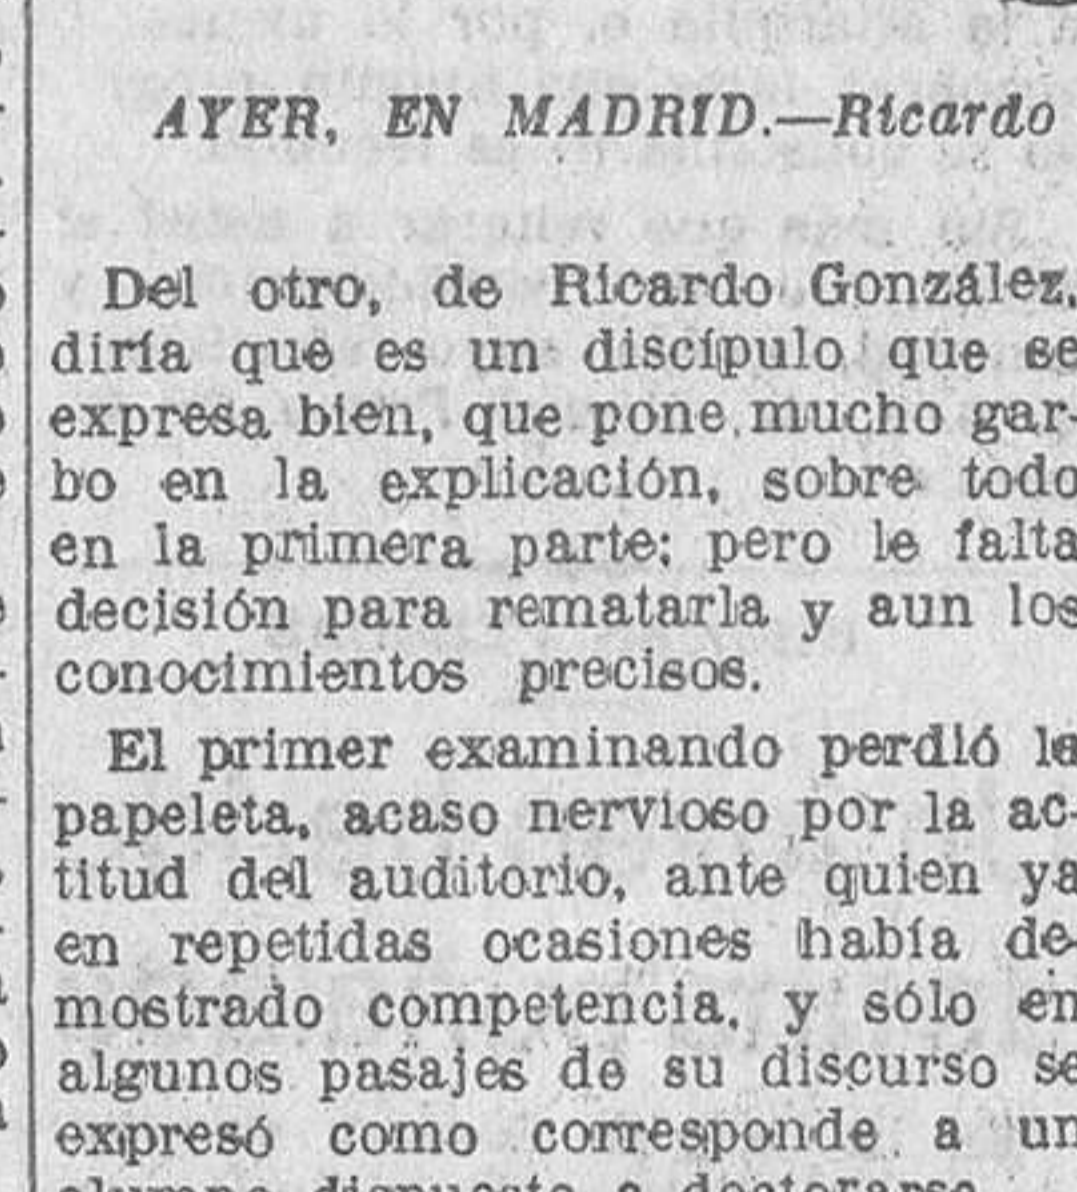 AYER, EN MADRID.—Ricardo
Del otro, de Ricardo González,
diría que es un discípulo que se
expresa bien, que pone mucho gar-
bo en la explicación, sobre todo
en la primera parte; pero le falta
decisión para rematarla y aun los
conocimientos precisos.
El primer examinando perdió la
papeleta, acaso nervioso por la ac-
titud del auditorio, ante quien ya
en repetidas ocasiones había de-
mostrado competencia, y sólo en
algunos pasajes de su discurso se
expresó como corresponde a un
alumno dispuesto a doctorarse.